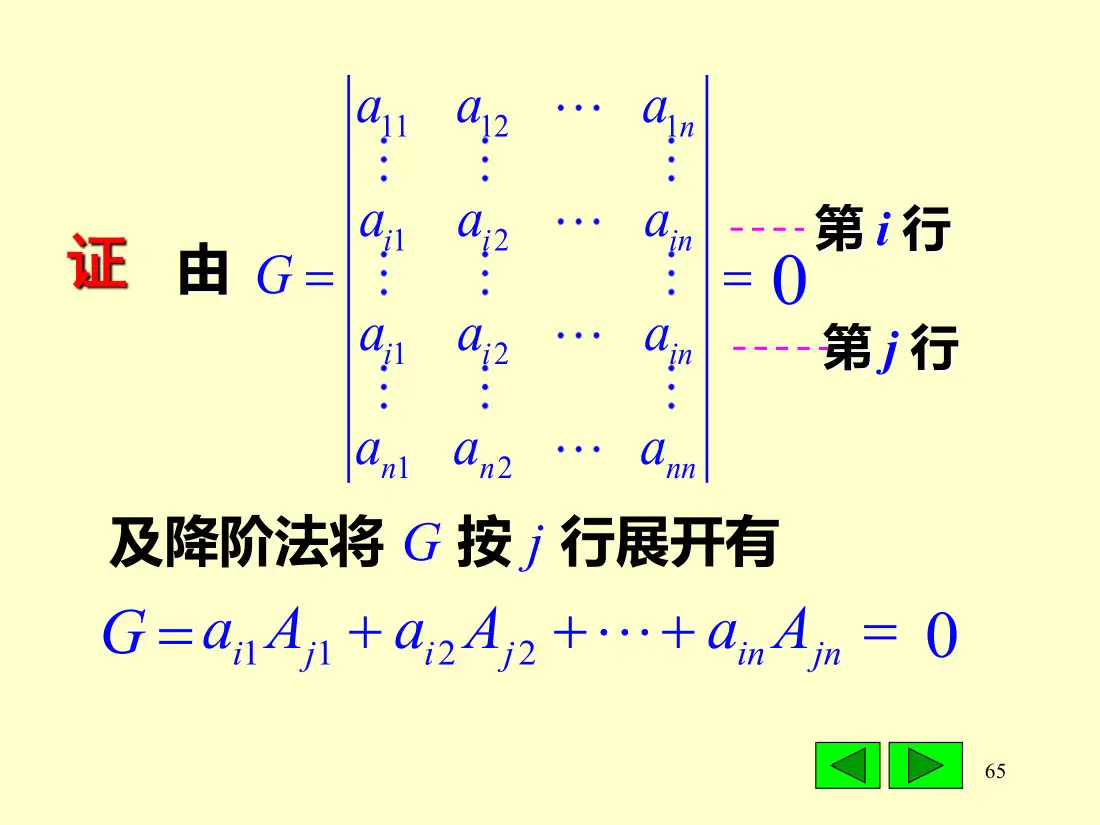 a₁₁ a₁₂ ⋯ a₁ₙ
⋮ ⋮ ⋮
aᵢ₁ aᵢ₂ ⋯ aᵢₙ ---- 第 i 行
证 由 G = ⋮ ⋮ ⋮ = 0
aᵢ₁ aᵢ₂ ⋯ aᵢₙ -----第 j 行
⋮ ⋮ ⋮
aₙ₁ aₙ₂ ⋯ aₙₙ
及降阶法将 G 按 j 行展开有
G = aᵢ₁Aⱼ₁ + aᵢ₂Aⱼ₂ + ⋯ + aᵢₙAⱼₙ = 0
65